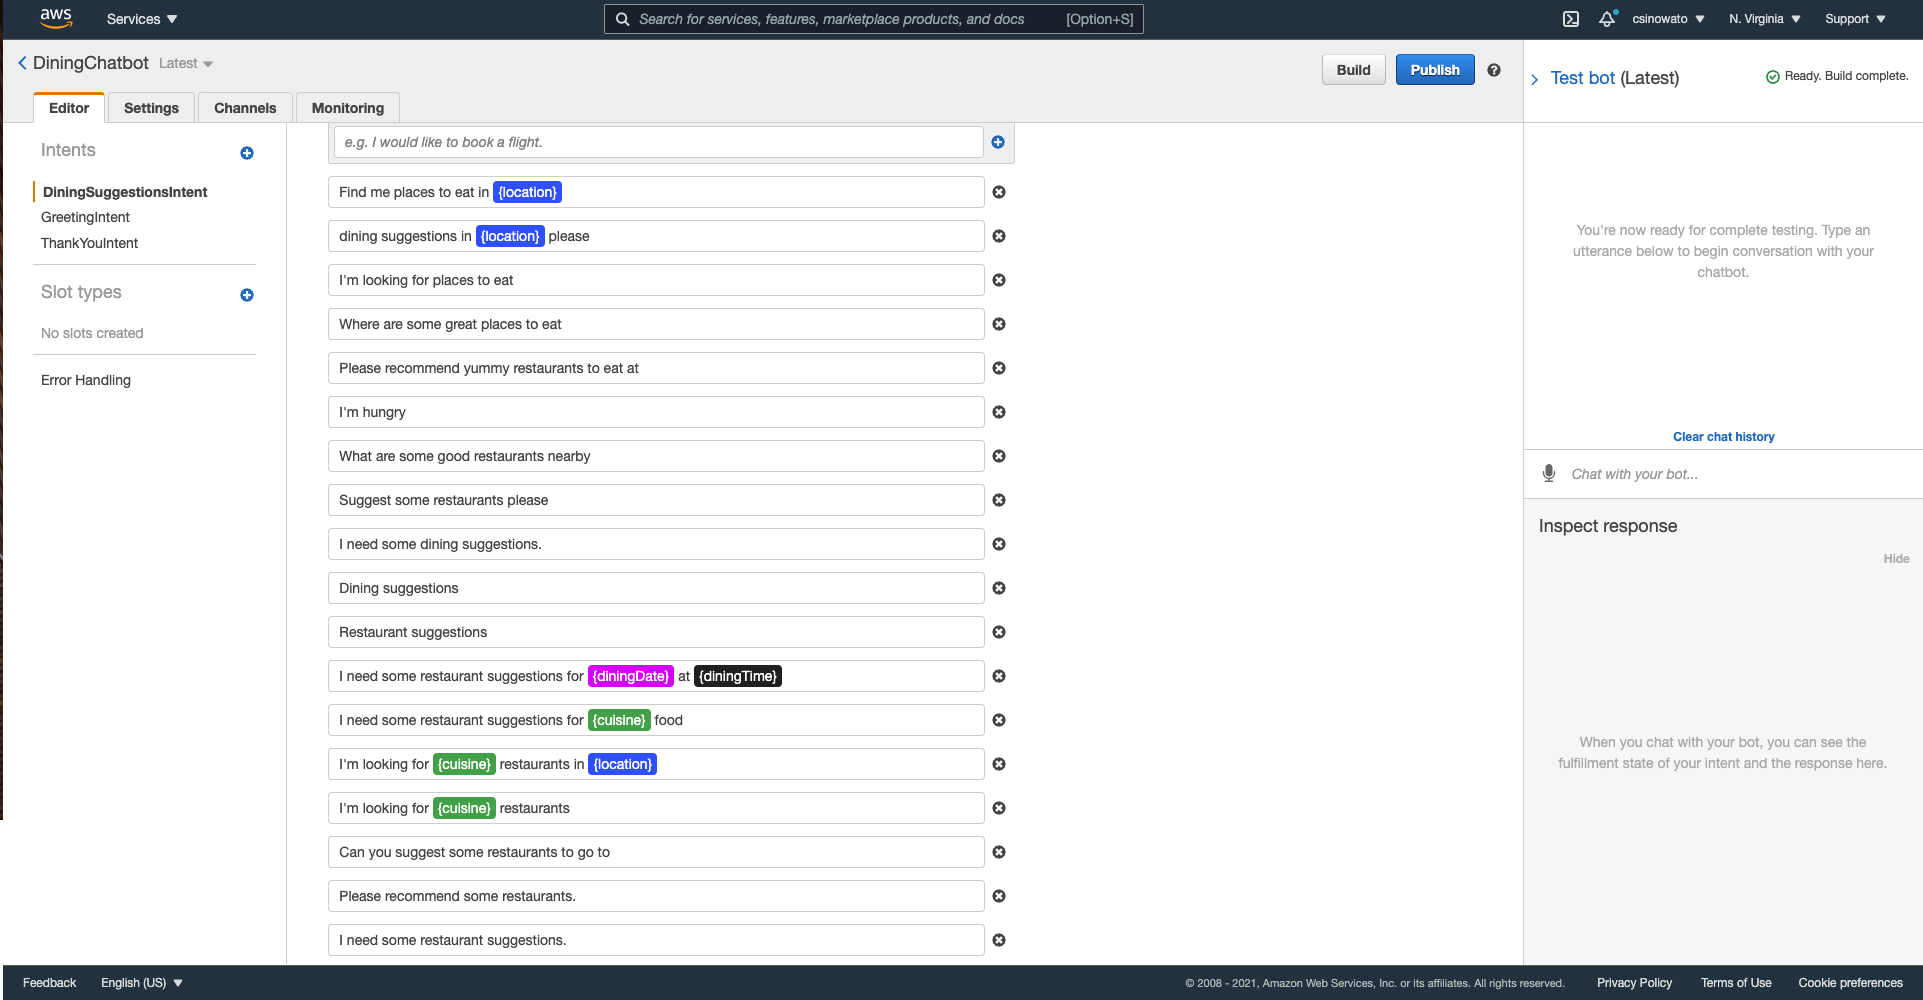 aws
Services ▼
Search for services, features, marketplace products, and docs [Option+S]
csinowato ▼
N. Virginia ▼
Support ▼
DiningChatbot Latest
Build
Publish
Editor
Settings
Channels
Monitoring
Intents
DiningSuggestionsIntent
GreetingIntent
ThankYouIntent
Slot types
No slots created
Error Handling
e.g. I would like to book a flight.
Find me places to eat in {location}
dining suggestions in {location} please
I'm looking for places to eat
Where are some great places to eat
Please recommend yummy restaurants to eat at
I'm hungry
What are some good restaurants nearby
Suggest some restaurants please
I need some dining suggestions.
Dining suggestions
Restaurant suggestions
I need some restaurant suggestions for {diningDate} at {diningTime}
I need some restaurant suggestions for {cuisine} food
I'm looking for {cuisine} restaurants in {location}
I'm looking for {cuisine} restaurants
Can you suggest some restaurants to go to
Please recommend some restaurants.
I need some restaurant suggestions.
Test bot (Latest)
Ready. Build complete.
You're now ready for complete testing. Type an
utterance below to begin conversation with your
chatbot.
Clear chat history
Chat with your bot...
Inspect response
Hide
When you chat with your bot, you can see the
fulfillment state of your intent and the response here.
Feedback
English (US) ▼
© 2008 - 2021, Amazon Web Services, Inc. or its affiliates. All rights reserved.
Privacy Policy
Terms of Use
Cookie preferences